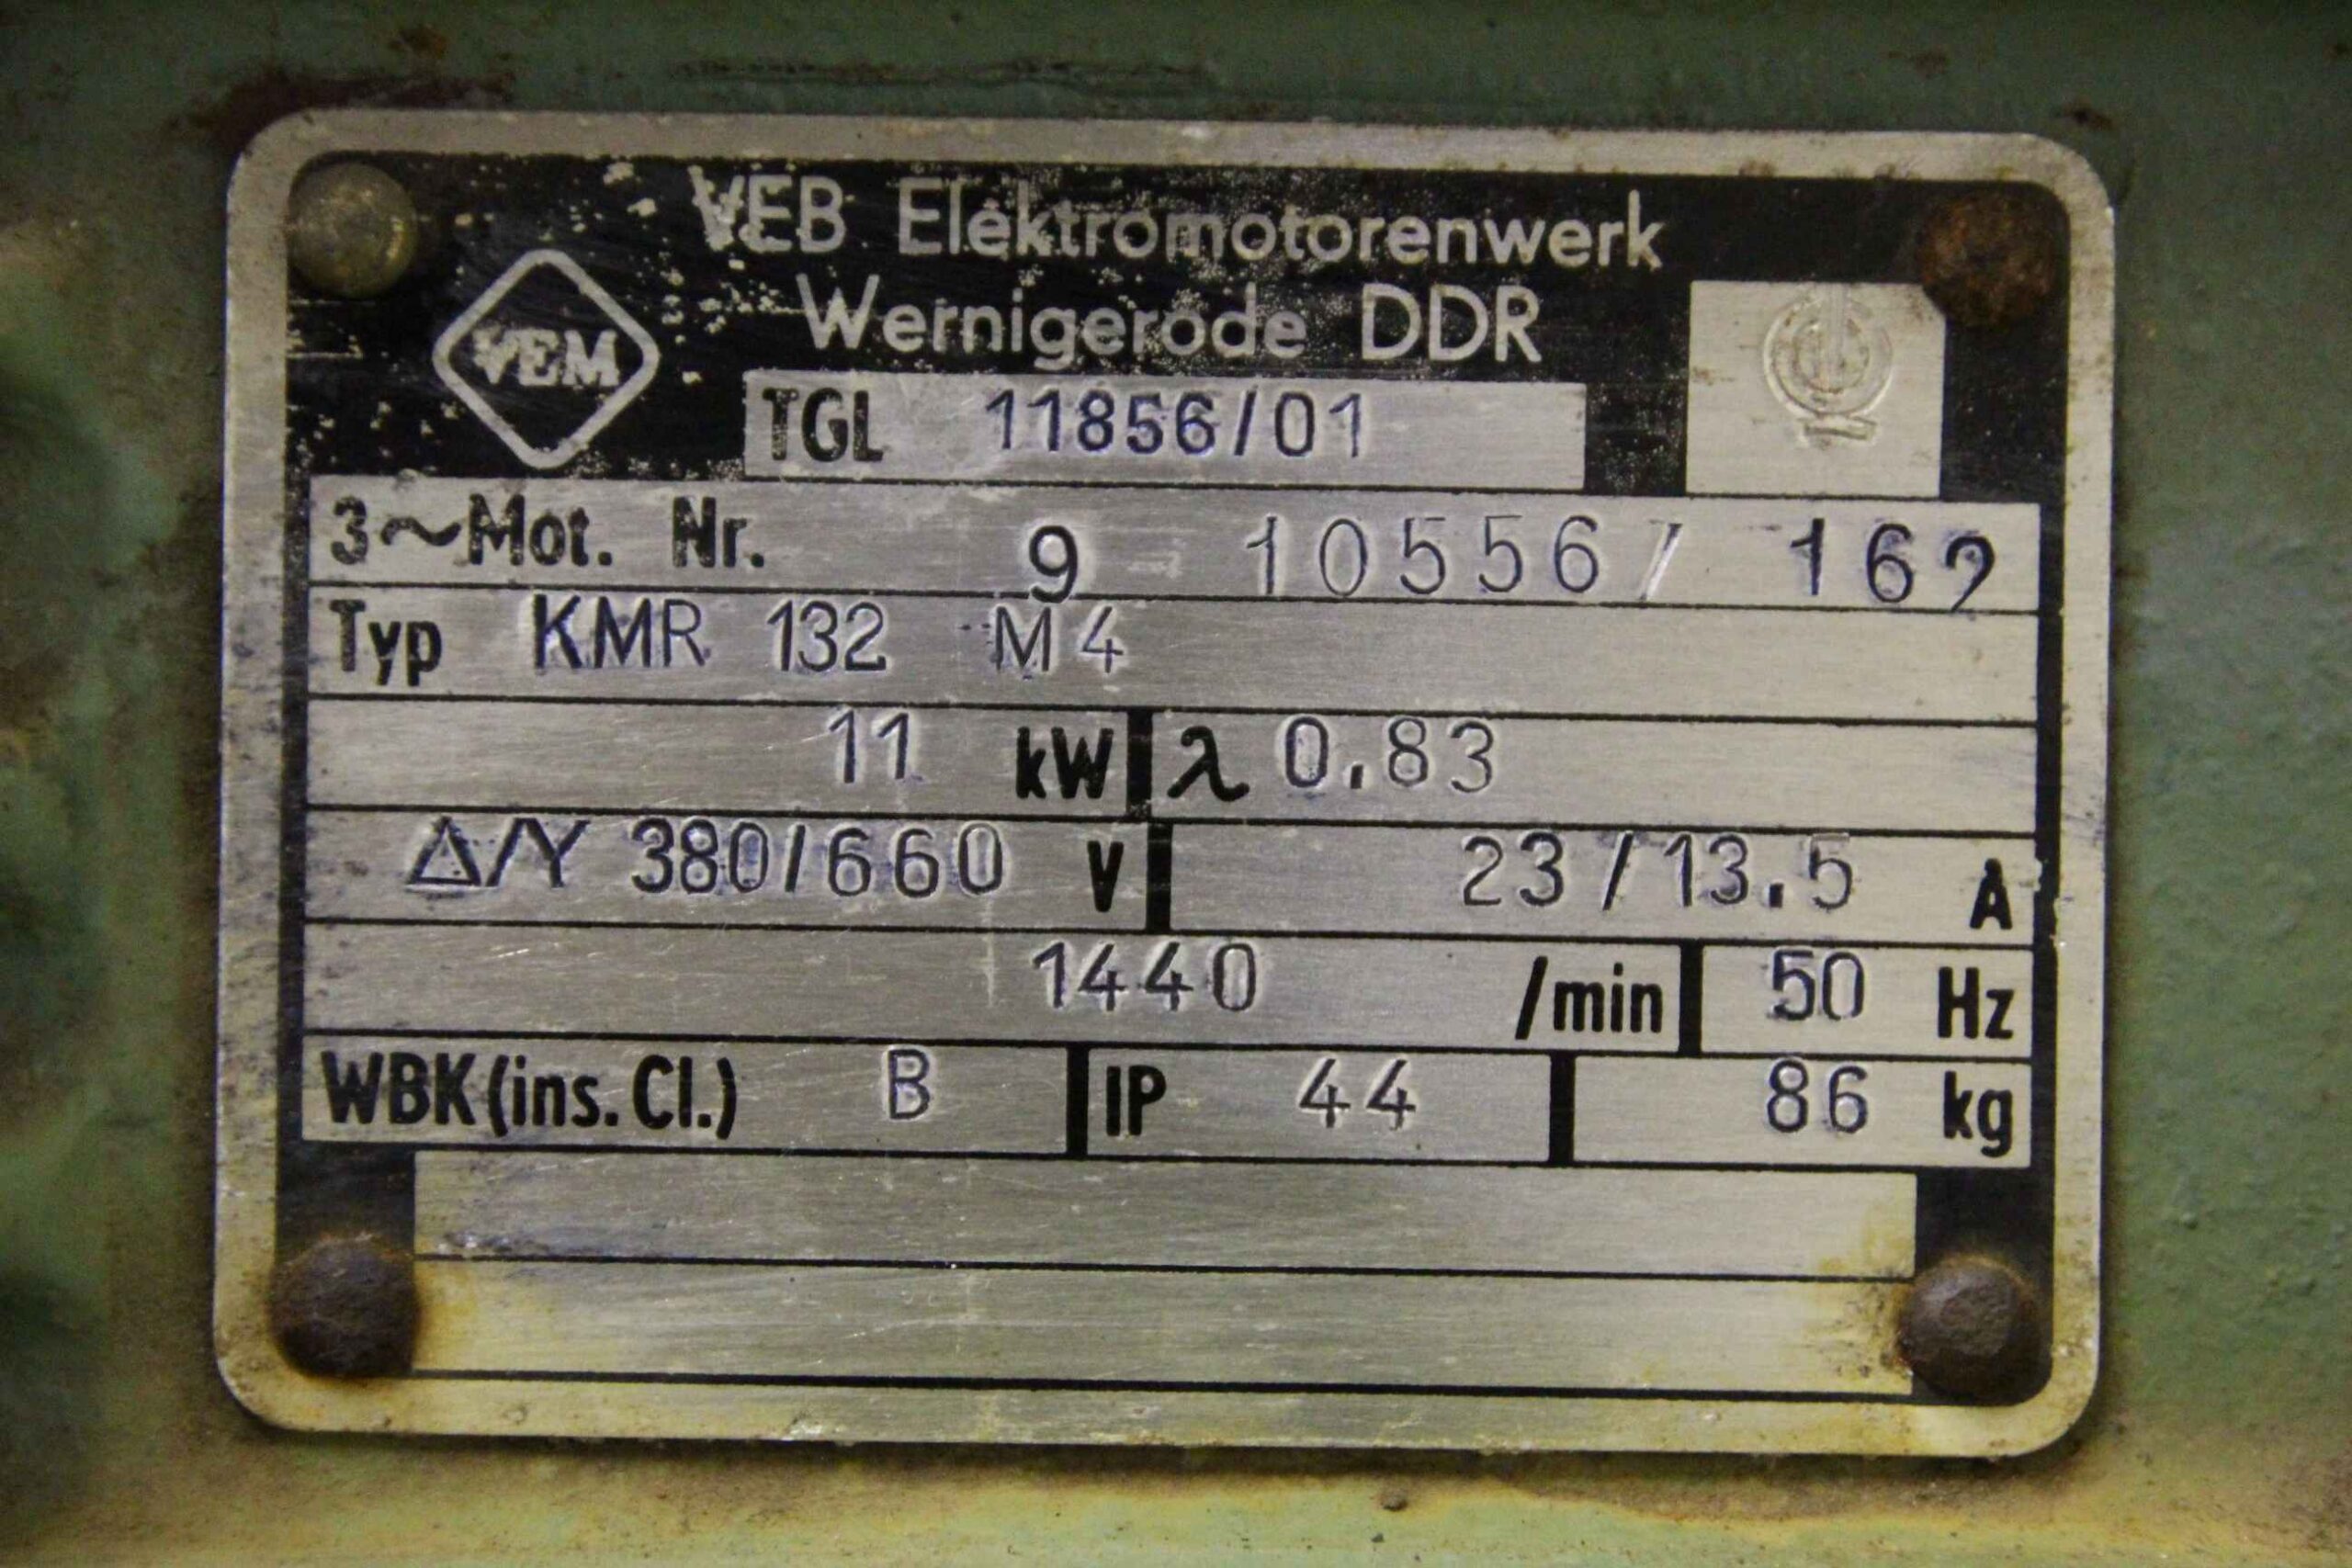 VEB Elektromotorenwerk
Wernigerode DDR
VEM
TGL 11856/01
3~Mot. Nr. 9 10556/ 169
Typ KMR 132 M4
11 kW λ 0.83
Δ/Y 380/660 V 23/13.5 A
1440 /min 50 Hz
WBK (ins. Cl.) B IP 44 86 kg